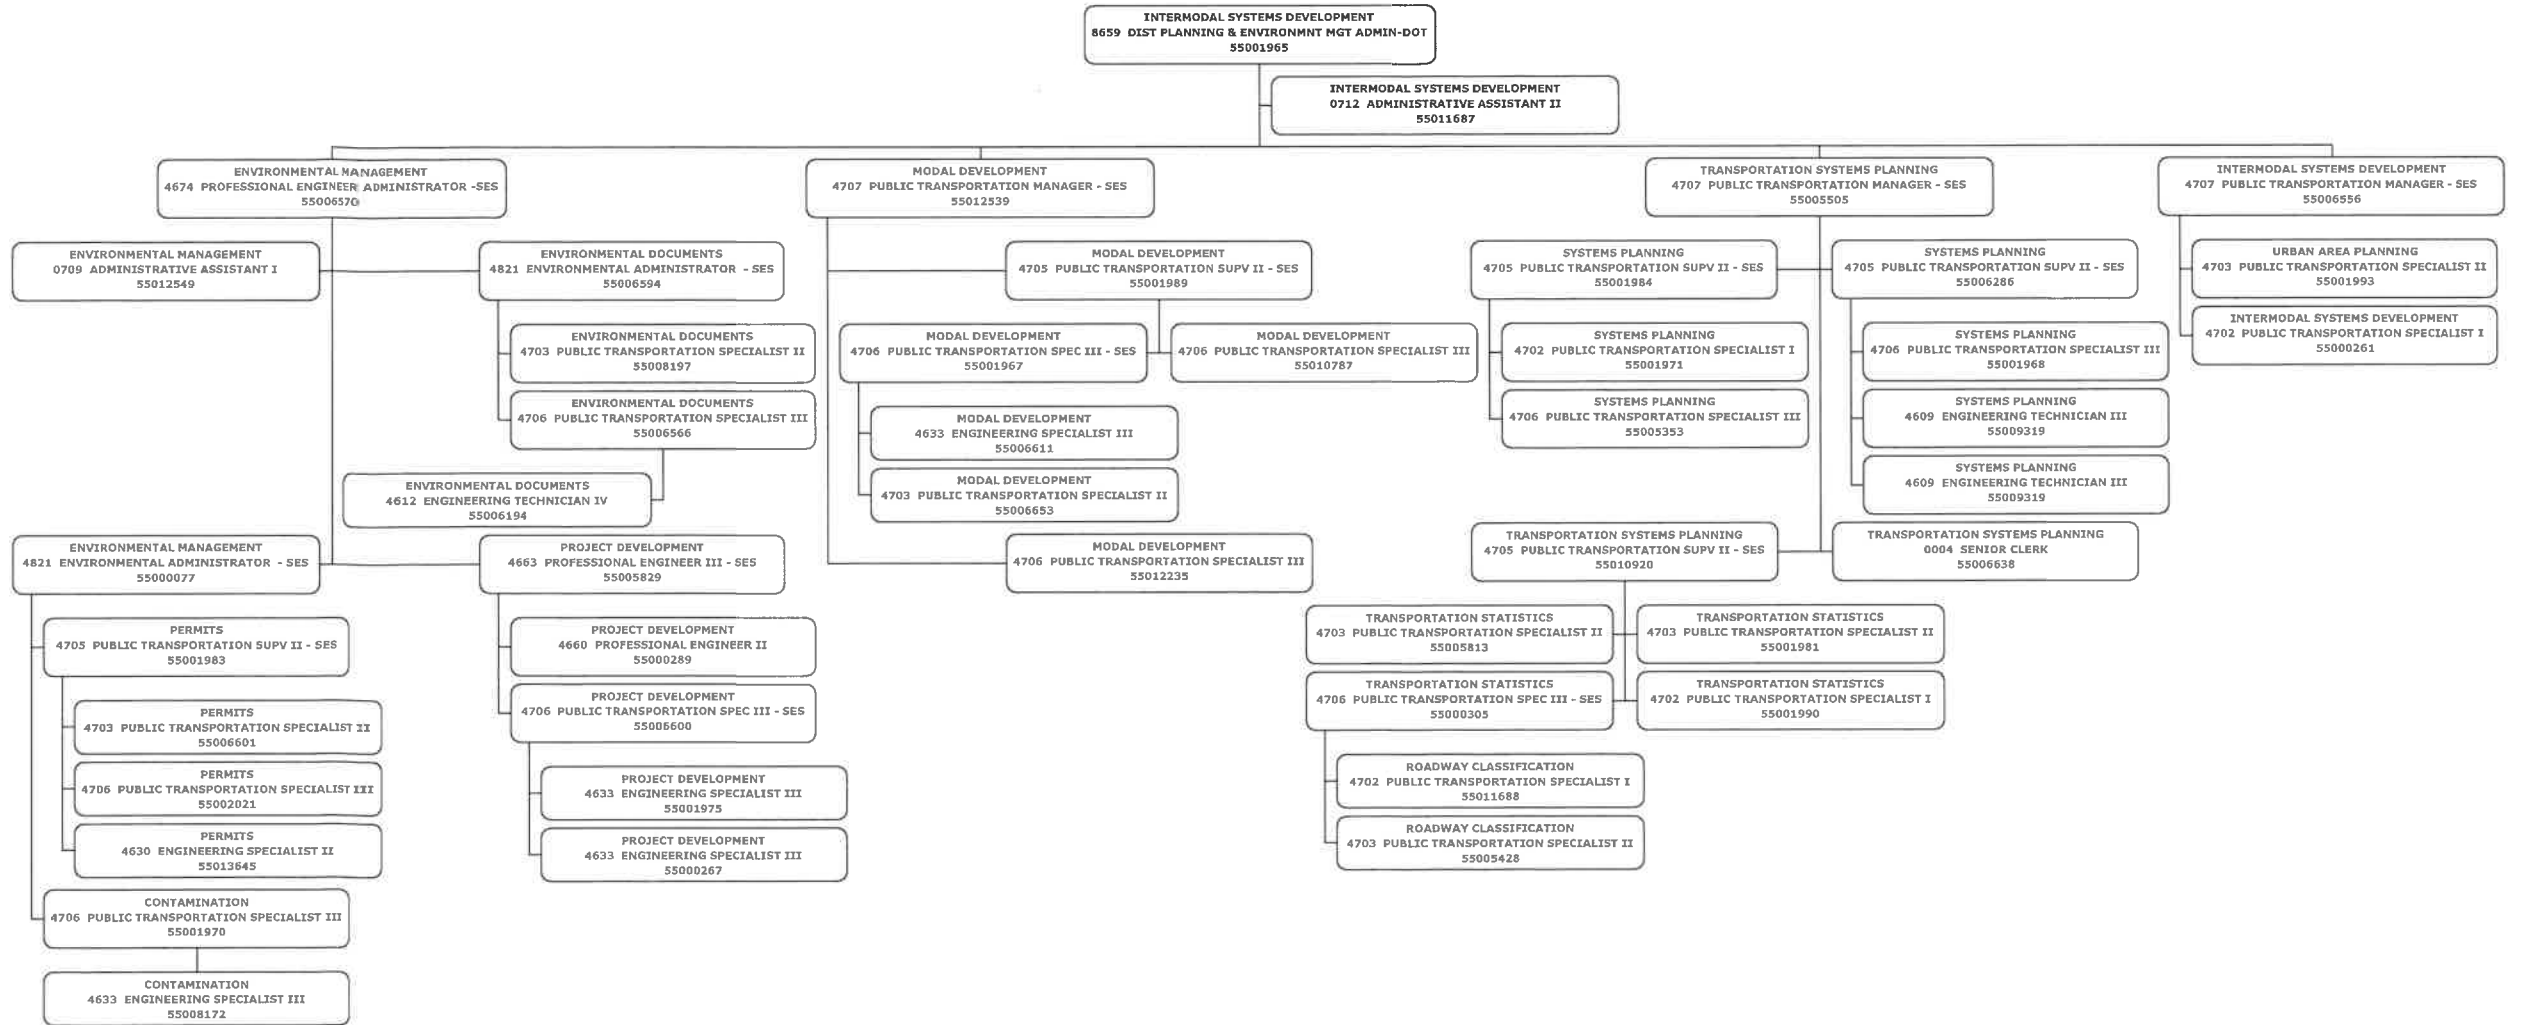 INTERMODAL SYSTEMS DEVELOPMENT
8659 DIST PLANNING & ENVIRONMNT MGT ADMIN-DOT
55001965
INTERMODAL SYSTEMS DEVELOPMENT
0712 ADMINISTRATIVE ASSISTANT II
55011687
ENVIRONMENTAL MANAGEMENT
4674 PROFESSIONAL ENGINEER ADMINISTRATOR -SES
55006570
ENVIRONMENTAL MANAGEMENT
0709 ADMINISTRATIVE ASSISTANT I
55012549
ENVIRONMENTAL DOCUMENTS
4821 ENVIRONMENTAL ADMINISTRATOR - SES
55006594
ENVIRONMENTAL DOCUMENTS
4703 PUBLIC TRANSPORTATION SPECIALIST II
55008197
ENVIRONMENTAL DOCUMENTS
4706 PUBLIC TRANSPORTATION SPECIALIST III
55006566
ENVIRONMENTAL DOCUMENTS
4612 ENGINEERING TECHNICIAN IV
55006194
ENVIRONMENTAL MANAGEMENT
4821 ENVIRONMENTAL ADMINISTRATOR - SES
55000077
PERMITS
4705 PUBLIC TRANSPORTATION SUPV II - SES
55001983
PERMITS
4703 PUBLIC TRANSPORTATION SPECIALIST II
55006601
PERMITS
4706 PUBLIC TRANSPORTATION SPECIALIST III
55002021
PERMITS
4630 ENGINEERING SPECIALIST II
55013645
CONTAMINATION
4706 PUBLIC TRANSPORTATION SPECIALIST III
55001970
CONTAMINATION
4633 ENGINEERING SPECIALIST III
55008172
PROJECT DEVELOPMENT
4663 PROFESSIONAL ENGINEER III - SES
55005829
PROJECT DEVELOPMENT
4660 PROFESSIONAL ENGINEER II
55000289
PROJECT DEVELOPMENT
4706 PUBLIC TRANSPORTATION SPEC III - SES
55006600
PROJECT DEVELOPMENT
4633 ENGINEERING SPECIALIST III
55001975
PROJECT DEVELOPMENT
4633 ENGINEERING SPECIALIST III
55000267
MODAL DEVELOPMENT
4707 PUBLIC TRANSPORTATION MANAGER - SES
55012539
MODAL DEVELOPMENT
4705 PUBLIC TRANSPORTATION SUPV II - SES
55001989
MODAL DEVELOPMENT
4706 PUBLIC TRANSPORTATION SPEC III - SES
55001967
MODAL DEVELOPMENT
4706 PUBLIC TRANSPORTATION SPECIALIST III
55010787
MODAL DEVELOPMENT
4633 ENGINEERING SPECIALIST III
55006611
MODAL DEVELOPMENT
4703 PUBLIC TRANSPORTATION SPECIALIST II
55006653
MODAL DEVELOPMENT
4706 PUBLIC TRANSPORTATION SPECIALIST III
55012235
TRANSPORTATION SYSTEMS PLANNING
4707 PUBLIC TRANSPORTATION MANAGER - SES
55005505
SYSTEMS PLANNING
4705 PUBLIC TRANSPORTATION SUPV II - SES
55001984
SYSTEMS PLANNING
4702 PUBLIC TRANSPORTATION SPECIALIST I
55001971
SYSTEMS PLANNING
4706 PUBLIC TRANSPORTATION SPECIALIST III
55005353
SYSTEMS PLANNING
4705 PUBLIC TRANSPORTATION SUPV II - SES
55006286
SYSTEMS PLANNING
4706 PUBLIC TRANSPORTATION SPECIALIST III
55001968
SYSTEMS PLANNING
4609 ENGINEERING TECHNICIAN III
55009319
SYSTEMS PLANNING
4609 ENGINEERING TECHNICIAN III
55009319
TRANSPORTATION SYSTEMS PLANNING
4705 PUBLIC TRANSPORTATION SUPV II - SES
55010920
TRANSPORTATION SYSTEMS PLANNING
0004 SENIOR CLERK
55006638
TRANSPORTATION STATISTICS
4703 PUBLIC TRANSPORTATION SPECIALIST II
55005813
TRANSPORTATION STATISTICS
4703 PUBLIC TRANSPORTATION SPECIALIST II
55001981
TRANSPORTATION STATISTICS
4706 PUBLIC TRANSPORTATION SPEC III - SES
55000305
TRANSPORTATION STATISTICS
4702 PUBLIC TRANSPORTATION SPECIALIST I
55001990
ROADWAY CLASSIFICATION
4702 PUBLIC TRANSPORTATION SPECIALIST I
55011688
ROADWAY CLASSIFICATION
4703 PUBLIC TRANSPORTATION SPECIALIST II
55005428
INTERMODAL SYSTEMS DEVELOPMENT
4707 PUBLIC TRANSPORTATION MANAGER - SES
55006556
URBAN AREA PLANNING
4703 PUBLIC TRANSPORTATION SPECIALIST II
55001993
INTERMODAL SYSTEMS DEVELOPMENT
4702 PUBLIC TRANSPORTATION SPECIALIST I
55000261